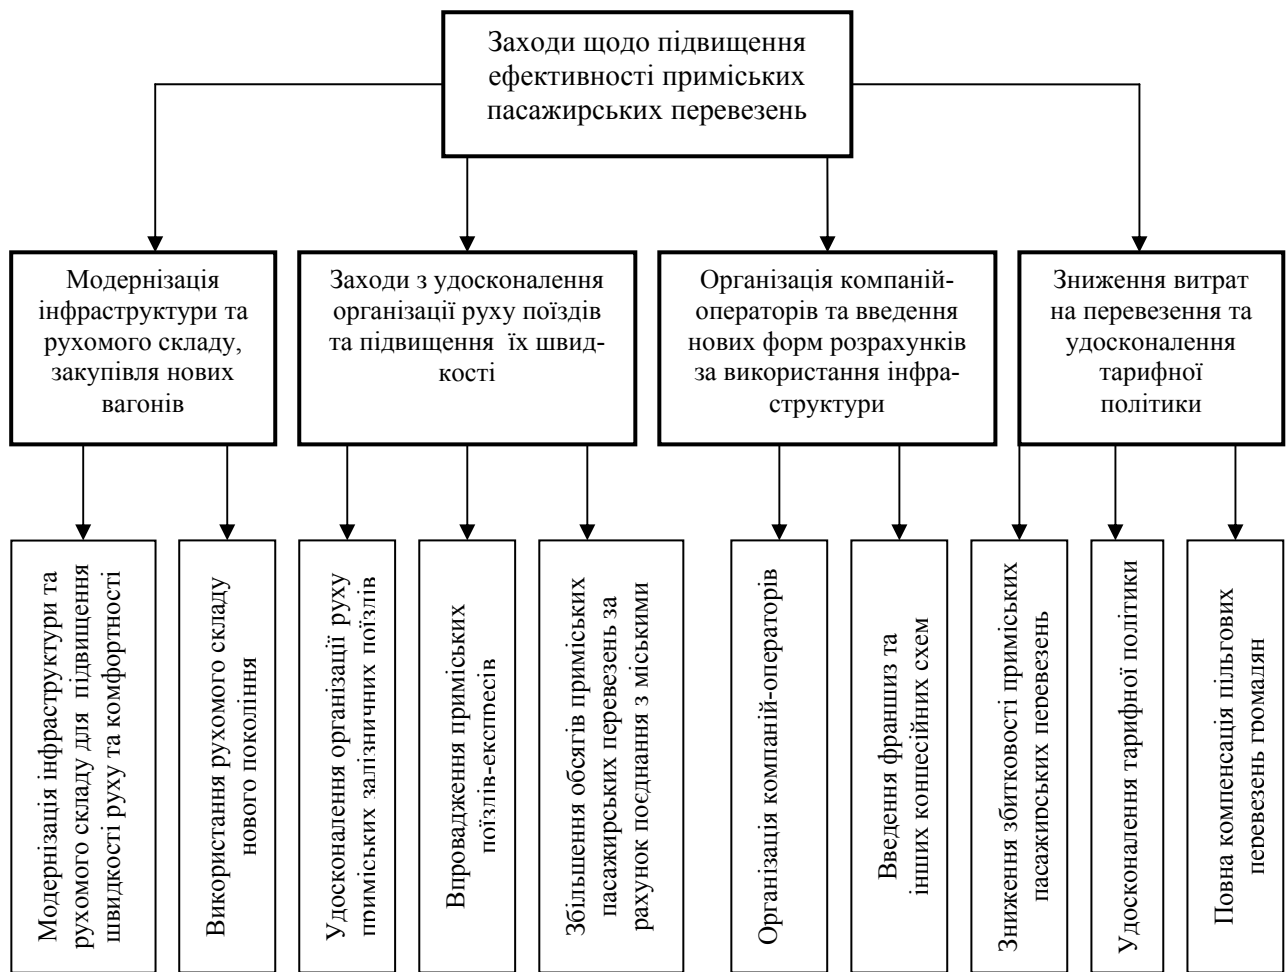 Заходи щодо підвищення
ефективності приміських
пасажирських перевезень
Модернізація
інфраструктури та
рухомого складу,
закупівля нових
вагонів
Заходи з удосконалення
організації руху поїздів
та підвищення їх швид-
кості
Організація компаній-
операторів та введення
нових форм розрахунків
за використання інфра-
структури
Зниження витрат
на перевезення та
удосконалення
тарифної
політики
Модернізація інфраструктури та
рухомого складу для підвищення
швидкості руху та комфортності
Використання рухомого складу
нового покоління
Удосконалення організації руху
приміських залізничних поїздів
Впровадження приміських
поїздів-експресів
Збільшення обсягів приміських
пасажирських перевезень за
рахунок поєднання з міськими
Організація компаній-операторів
Введення франшиз та
інших концесійних схем
Зниження збитковості приміських
пасажирських перевезень
Удосконалення тарифної політики
Повна компенсація пільгових
перевезень громадян